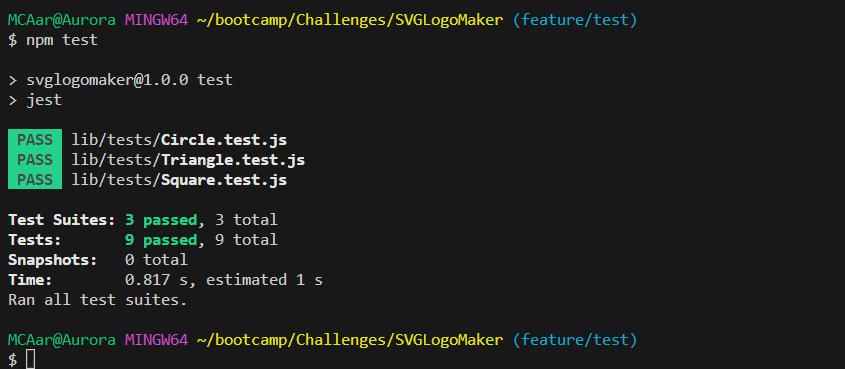 MCAar@Aurora MINGW64 ~/bootcamp/Challenges/SVGLogoMaker (feature/test)
$ npm test
> svglogomaker@1.0.0 test
> jest
PASS lib/tests/Circle.test.js
PASS lib/tests/Triangle.test.js
PASS lib/tests/Square.test.js
Test Suites: 3 passed, 3 total
Tests: 9 passed, 9 total
Snapshots: 0 total
Time: 0.817 s, estimated 1 s
Ran all test suites.
MCAar@Aurora MINGW64 ~/bootcamp/Challenges/SVGLogoMaker (feature/test)
$